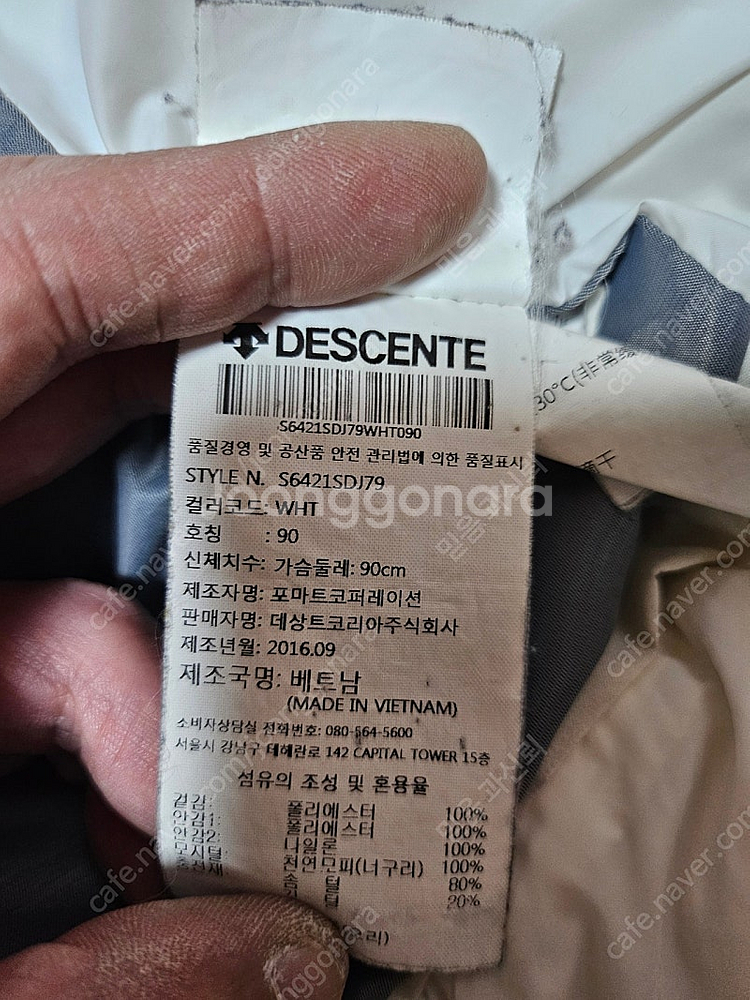 DESCENTE
S6421SDJ79WHT090
품질경영 및 공산품 안전 관리법에 의한 품질표시
STYLE N. S6421SDJ79
컬러코드: WHT
호칭 : 90
신체치수: 가슴둘레: 90cm
제조자명: 포마트코퍼레이션
판매자명: 데상트코리아주식회사
제조년월: 2016.09
제조국명: 베트남
(MADE IN VIETNAM)
소비자상담실 전화번호: 080-564-5600
서울시 강남구 테헤란로 142 CAPITAL TOWER 15층
섬유의 조성 및 혼용율
겉감: 폴리에스터 100%
안감1: 폴리에스터 100%
안감2: 나일론 100%
모시털: 천연모피(너구리) 100%
충전재 솜털 80%
20%
30°C(非常
joonggonara
cafe.naver.com